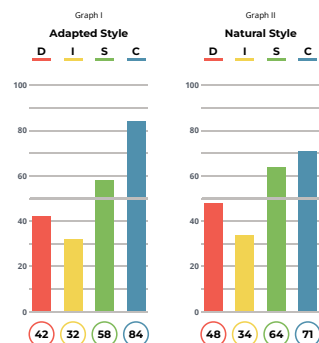 Graph I
Adapted Style
D I S C
100
80
60
40
20
0
42 32 58 84
Graph II
Natural Style
D I S C
100
80
60
40
20
0
48 34 64 71